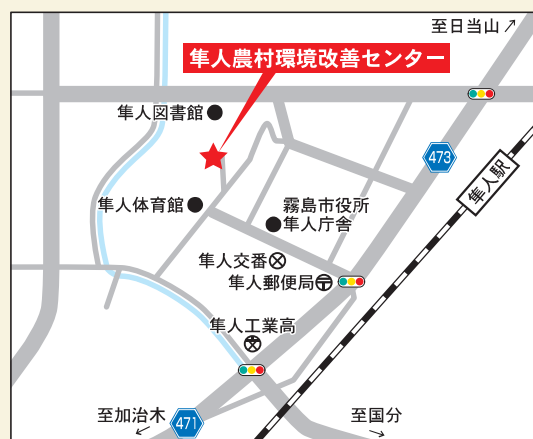 至日当山
隼人農村環境改善センター
隼人図書館
473
隼人駅
隼人体育館
霧島市役所
隼人庁舎
隼人交番
隼人郵便局
隼人工業高
至加治木
471
至国分